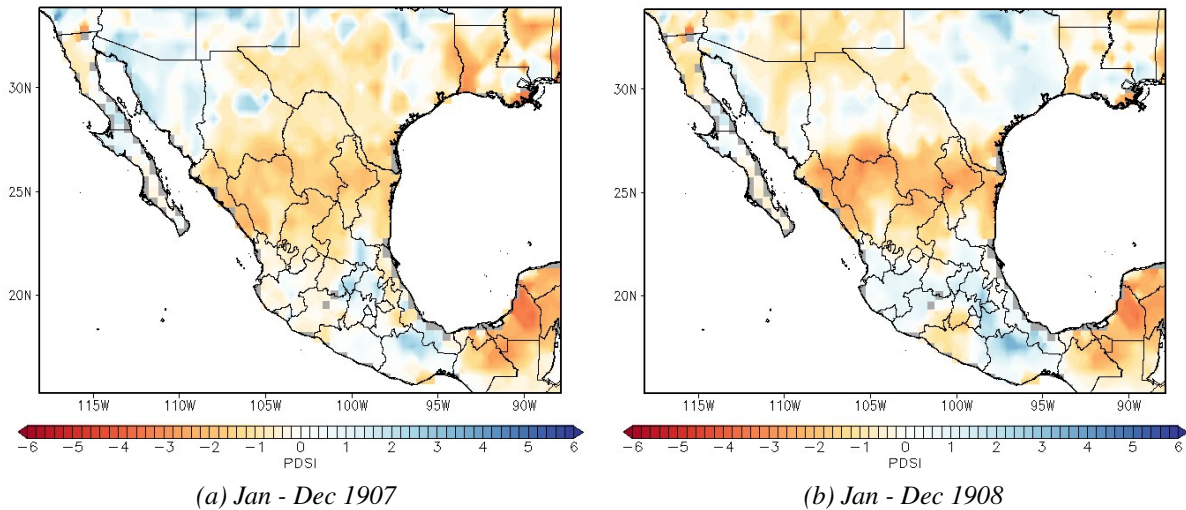 30N
25N
20N
115W 110W 105W 100W 95W 90W
-6 -5 -4 -3 -2 -1 0 1 2 3 4 5 6
PDSI
(a) Jan - Dec 1907
30N
25N
20N
115W 110W 105W 100W 95W 90W
-6 -5 -4 -3 -2 -1 0 1 2 3 4 5 6
PDSI
(b) Jan - Dec 1908